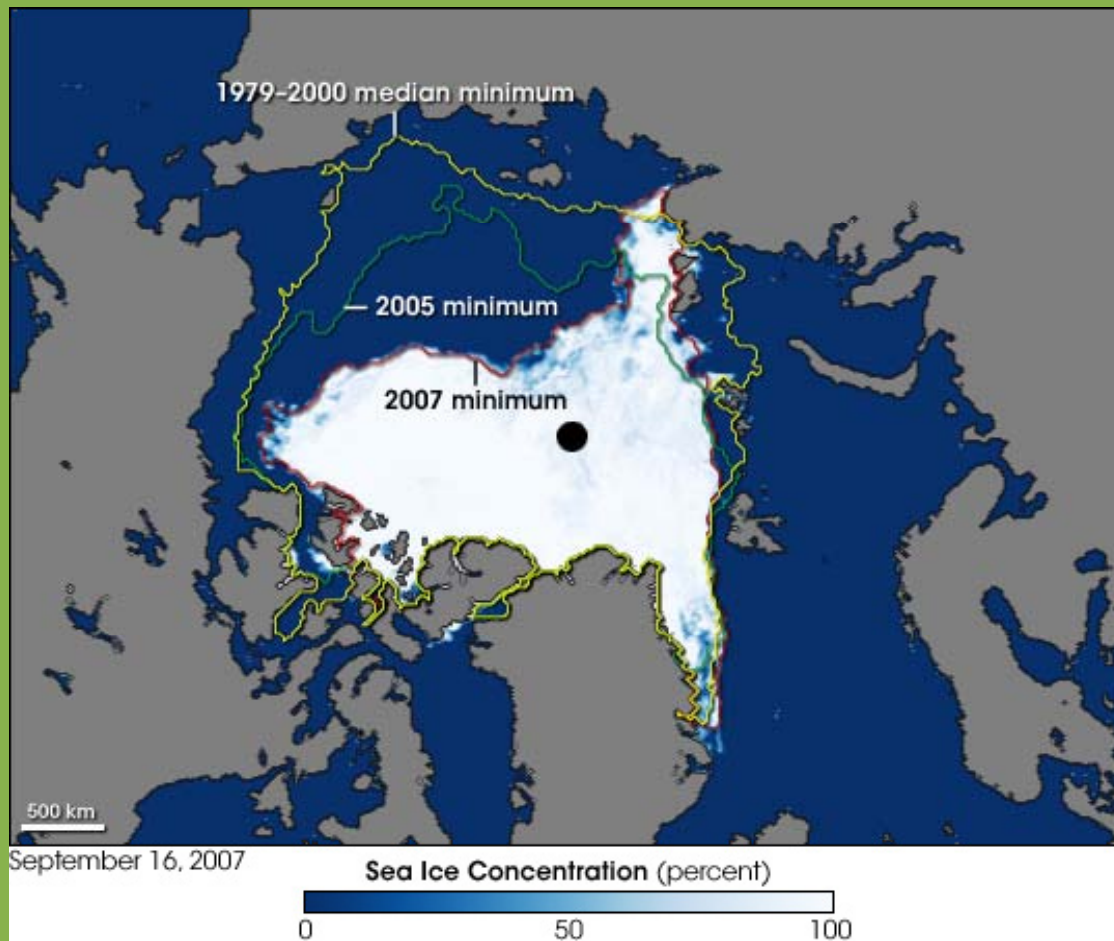 1979-2000 median minimum
2005 minimum
2007 minimum
500 km
September 16, 2007
Sea Ice Concentration (percent)
0 50 100